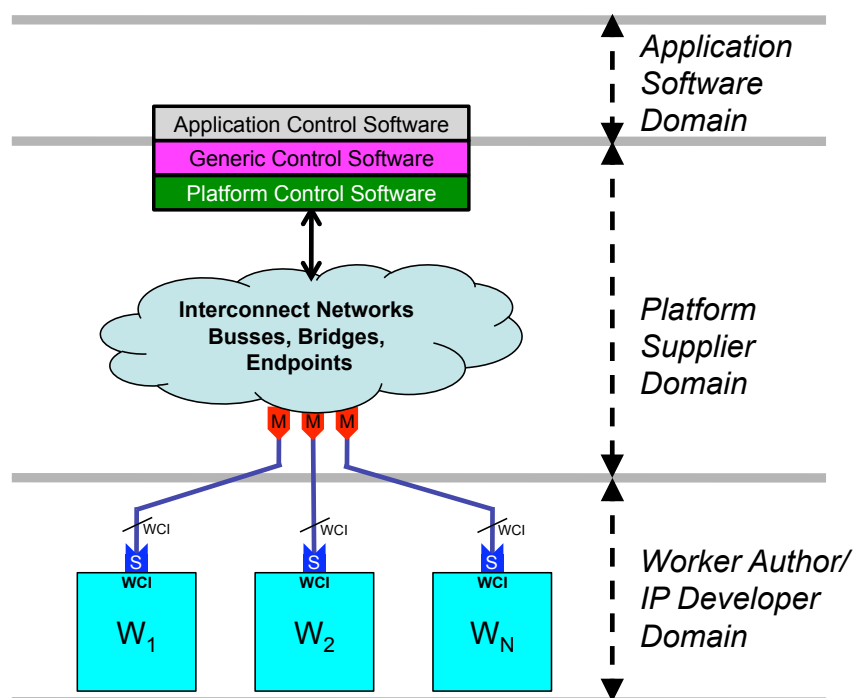 Application
Software
Domain
Application Control Software
Generic Control Software
Platform Control Software
Interconnect Networks
Busses, Bridges,
Endpoints
Platform
Supplier
Domain
M M M
WCI WCI WCI
S S S
WCI WCI WCI
W1 W2 WN
Worker Author/
IP Developer
Domain